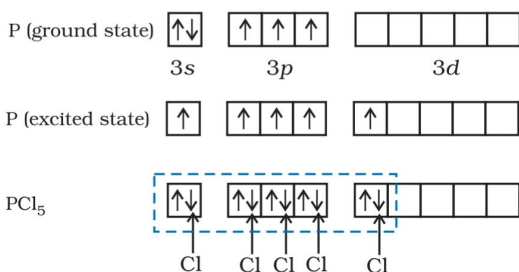 P (ground state) ↑↓ ↑ ↑ ↑
3s 3p 3d
P (excited state) ↑ ↑ ↑ ↑ ↑
PCl₅ ↑↓ ↑↓ ↑↓ ↑↓ ↑↓
Cl Cl Cl Cl Cl